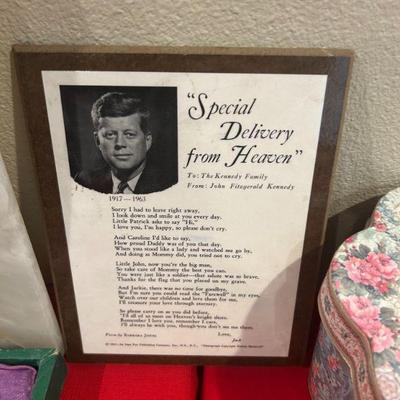 “Special
Delivery
from Heaven”
To: The Kennedy Family
From: John Fitzgerald Kennedy
1917—1963
Sorry I had to leave right away,
I look down and smile at you every day.
Little Patrick asks to say "Hi,"
I love you, I'm happy, so please don't cry.
And Caroline I'd like to say,
How proud Daddy was of you that day.
When you stood like a lady and watched me go by,
And doing as Mommy did, you tried not to cry.
Little John, now you're the big man,
So take care of Mommy the best you can.
You were like a soldier—that salute was so brave.
Thanks for the flag that you placed on my grave.
And Jackie, there was no time for goodbye,
But I'm sure you could read the "Farewell" in my eyes,
Watch over our children and love them for me,
I'll treasure your love through eternity.
So please carry on as you did before,
'Til all of us meet on Heaven's bright shore.
Remember I love you, remember I care,
I'll always be with you, though you don't see me there.
Love,
Jack
Poem by Barbara